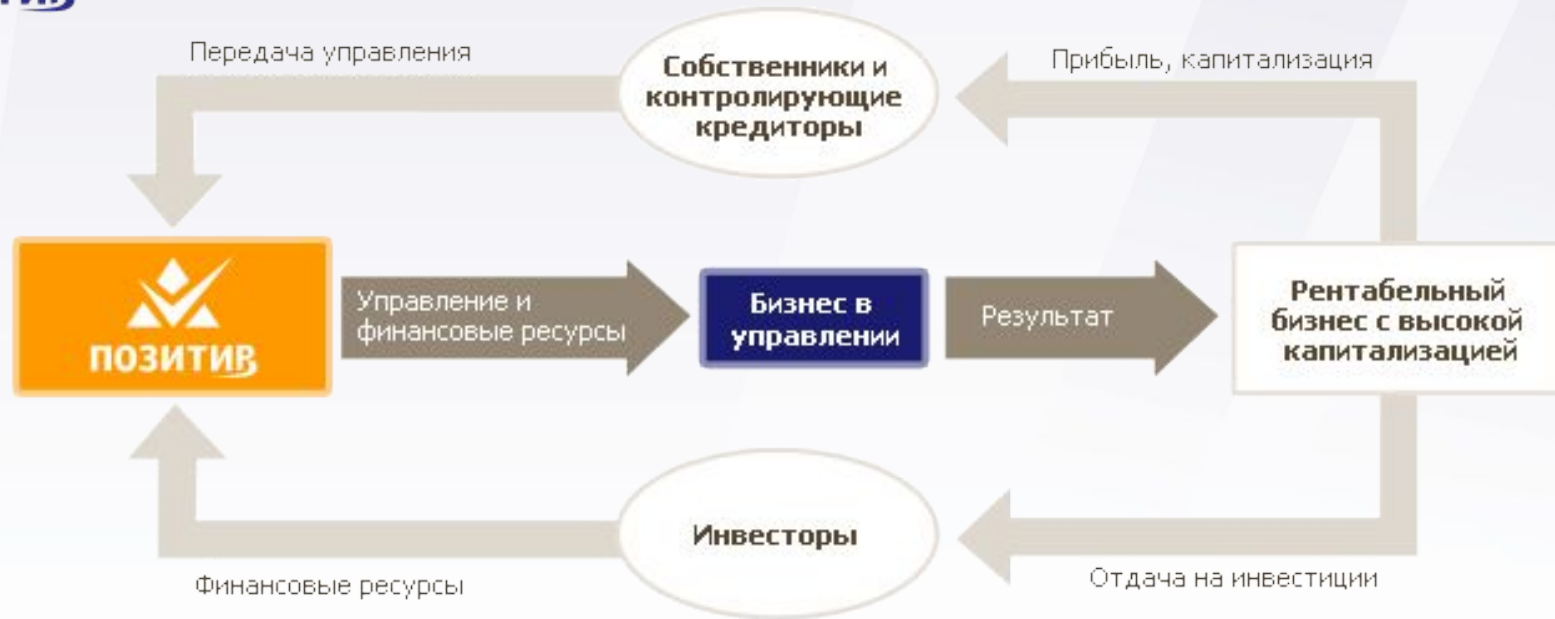 Передача управления
Собственники и
контролирующие
кредиторы
Прибыль, капитализация
ПОЗИТИВ
Управление и
финансовые ресурсы
Бизнес в
управлении
Результат
Рентабельный
бизнес с высокой
капитализацией
Инвесторы
Финансовые ресурсы
Отдача на инвестиции